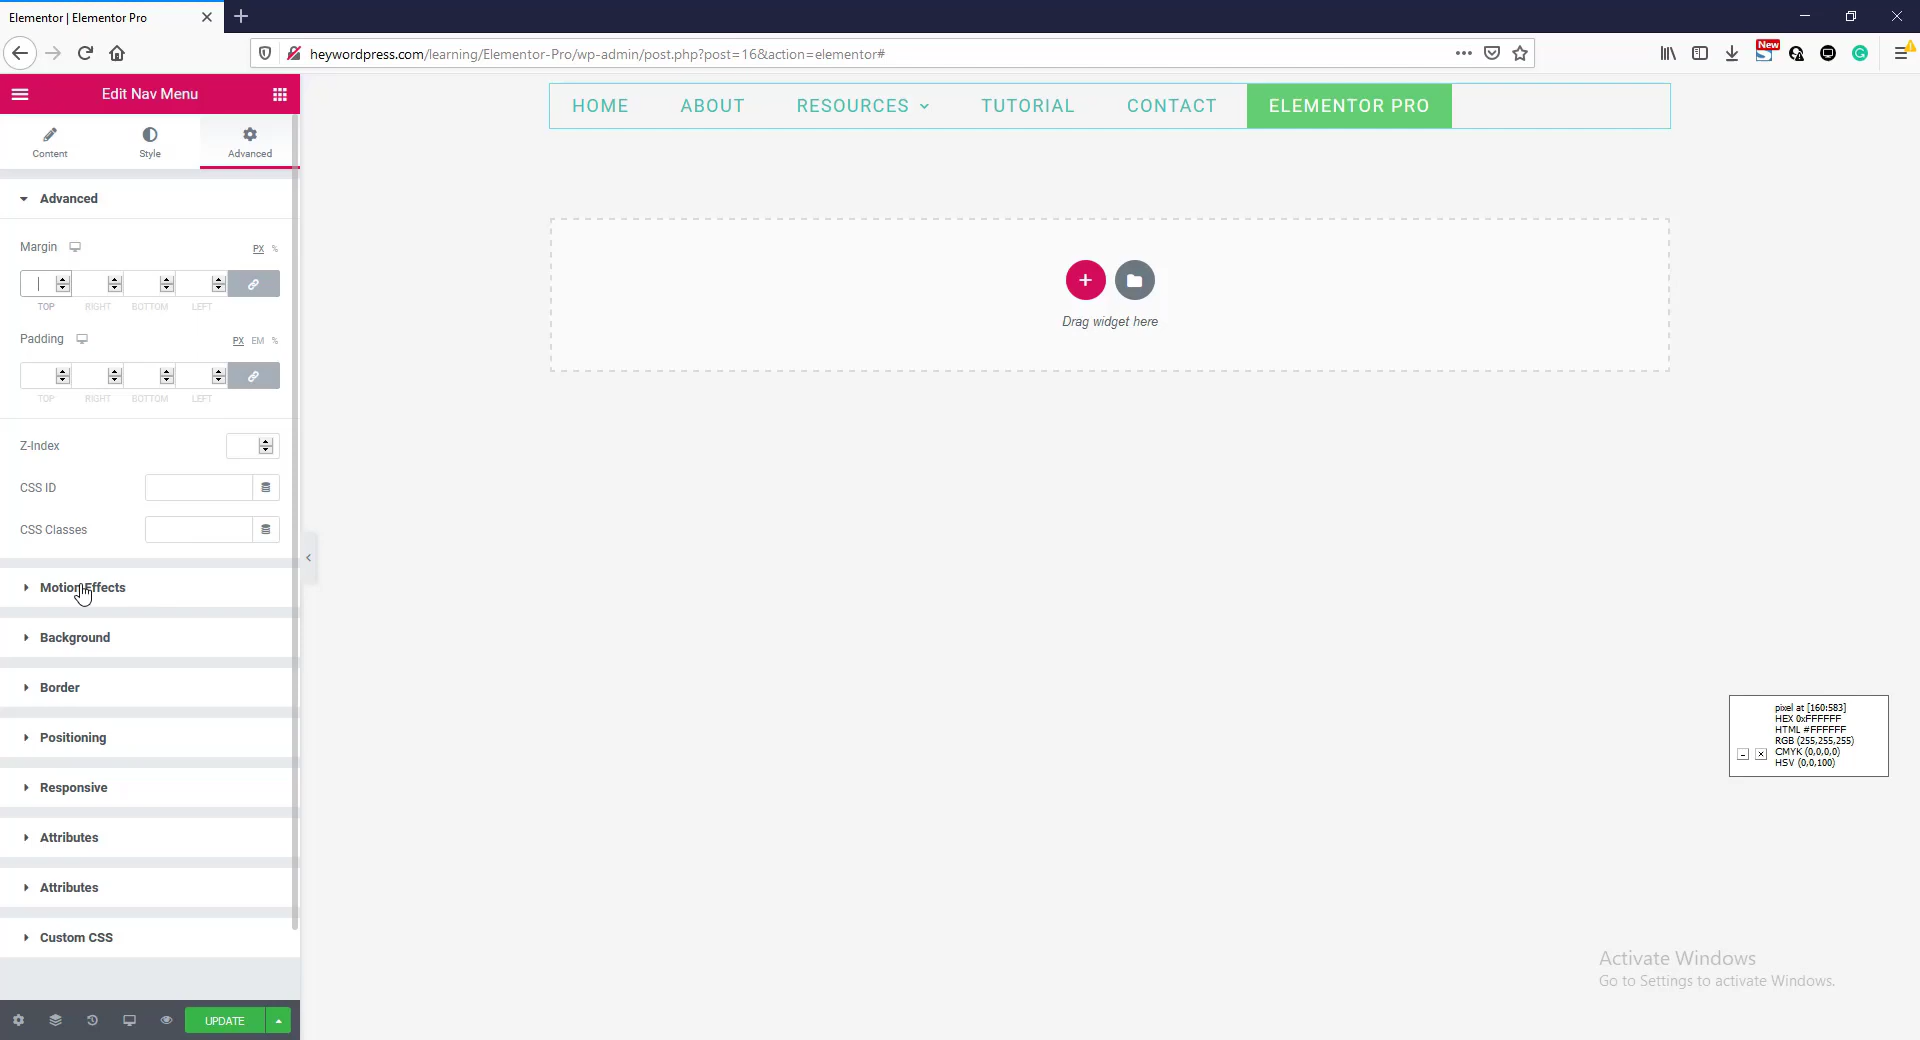 Elementor | Elementor Pro
heywordpress.com/learning/Elementor-Pro/wp-admin/post.php?post=16&action=elementor#
New
Edit Nav Menu
HOME ABOUT RESOURCES TUTORIAL CONTACT ELEMENTOR PRO
Content Style Advanced
Advanced
Margin PX %
TOP RIGHT BOTTOM LEFT
Padding PX EM %
TOP RIGHT BOTTOM LEFT
Drag widget here
Z-Index
CSS ID
CSS Classes
Motion Effects
Background
Border
Positioning
Responsive
Attributes
Attributes
Custom CSS
UPDATE
pixel at [160:583]
HEX 0xFFFFFF
HTML #FFFFFF
RGB (255,255,255)
CMYK (0,0,0,0)
HSV (0,0,100)
Activate Windows
Go to Settings to activate Windows.